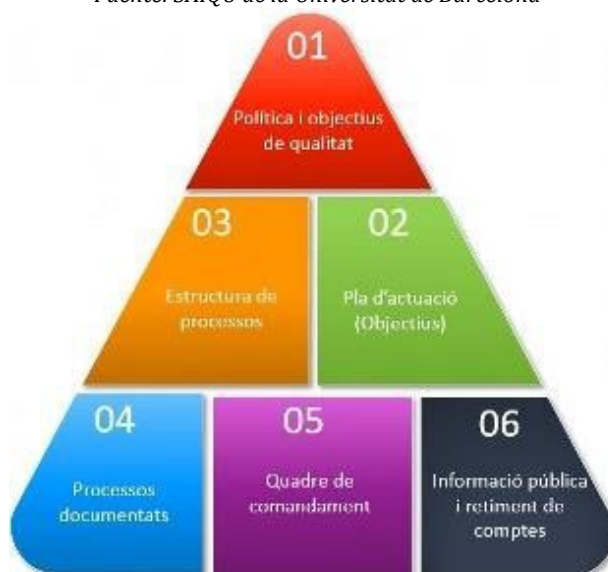 Fuente: SAIQU de la Universitat de Barcelona
01
Política i objectius
de qualitat
03
Estructura de
processos
02
Pla d'actuació
(Objectius)
04
Processos
documentats
05
Quadre de
comandament
06
Informació pública
i retiment de
comptes